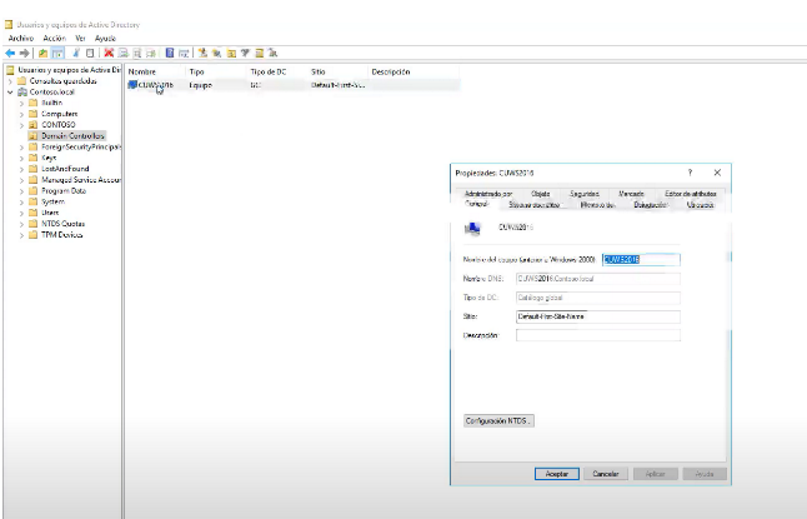 Usuarios y equipos de Active Directory
Archivo Acción Ver Ayuda
Usuarios y equipos de Active Dir
Consultas guardadas
Contoso.local
Builtin
Computers
CONTOSO
Domain Controllers
ForeignSecurityPrincipals
Keys
LostAndFound
Managed Service Accour
Program Data
System
Users
NTDS Quotas
TPM Devices
Nombre Tipo Tipo de DC Sitio Descripción
CUWS2016 Equipo GC Default-First-Si...
Propiedades: CUWS2016 ? ×
Administrado por Objeto Seguridad Marcado Editor de atributos
General Sistema operativo Miembro de Delegación Ubicación
CUWS2016
Nombre del equipo (anterior a Windows 2000): CUWS2016
Nombre DNS: CUWS2016.Contoso.local
Tipo de DC: Catálogo global
Sitio: Default-First-Site-Name
Descripción:
Configuración NTDS...
Aceptar Cancelar Aplicar Ayuda